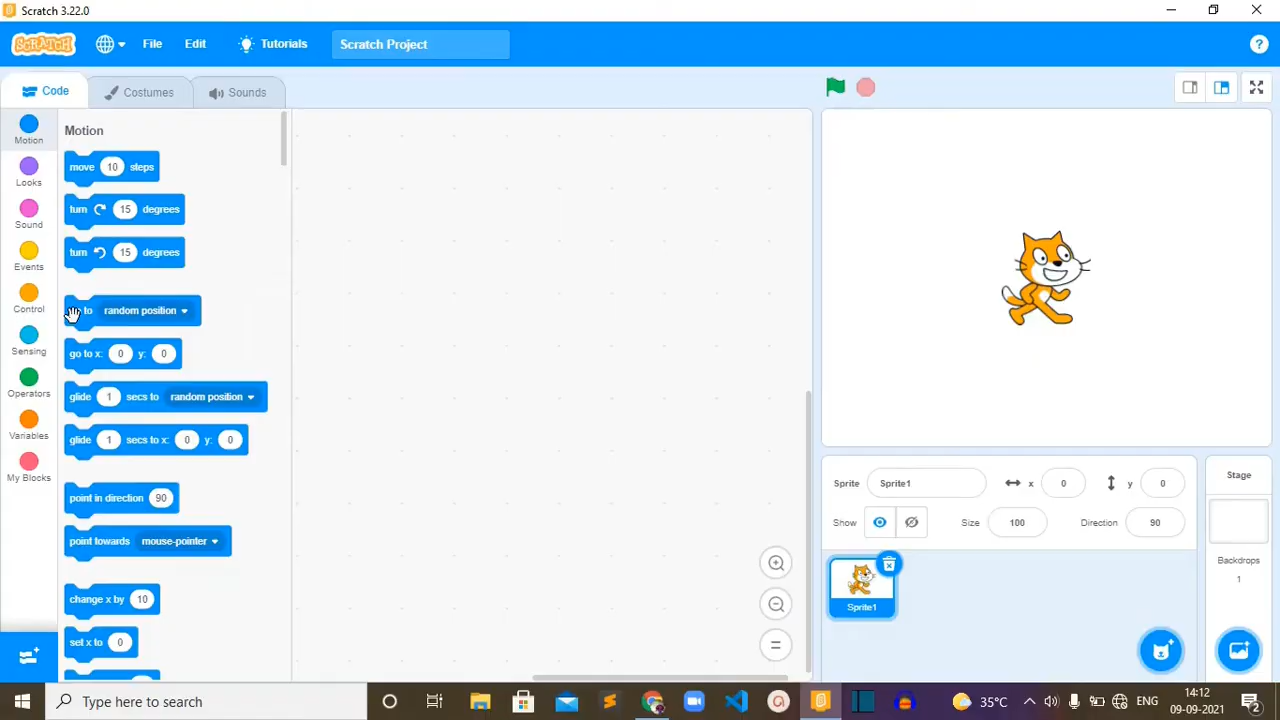 Scratch 3.22.0
SCRATCH
File
Edit
Tutorials
Scratch Project
?
Code
Costumes
Sounds
Motion
Looks
Sound
Events
Control
Sensing
Operators
Variables
My Blocks
Motion
move 10 steps
turn 15 degrees
turn 15 degrees
to random position
go to x: 0 y: 0
glide 1 secs to random position
glide 1 secs to x: 0 y: 0
point in direction 90
point towards mouse-pointer
change x by 10
set x to 0
Sprite Sprite1 x 0 y 0
Show Size 100 Direction 90
Sprite1
Stage
Backdrops
1
Type here to search
35°C
ENG
14:12
09-09-2021
2